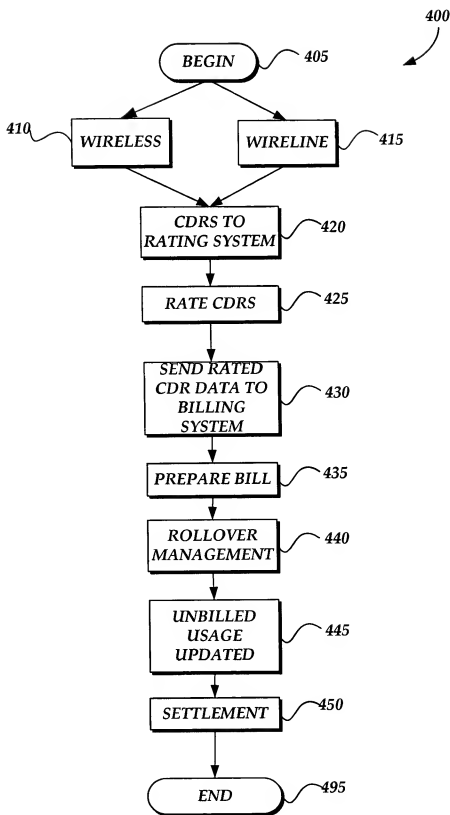 400
BEGIN
405
410
WIRELESS
WIRELINE
415
CDRS TO
RATING SYSTEM
420
RATE CDRS
425
SEND RATED
CDR DATA TO
BILLING
SYSTEM
430
PREPARE BILL
435
ROLLOVER
MANAGEMENT
440
UNBILLED
USAGE
UPDATED
445
SETTLEMENT
450
END
495